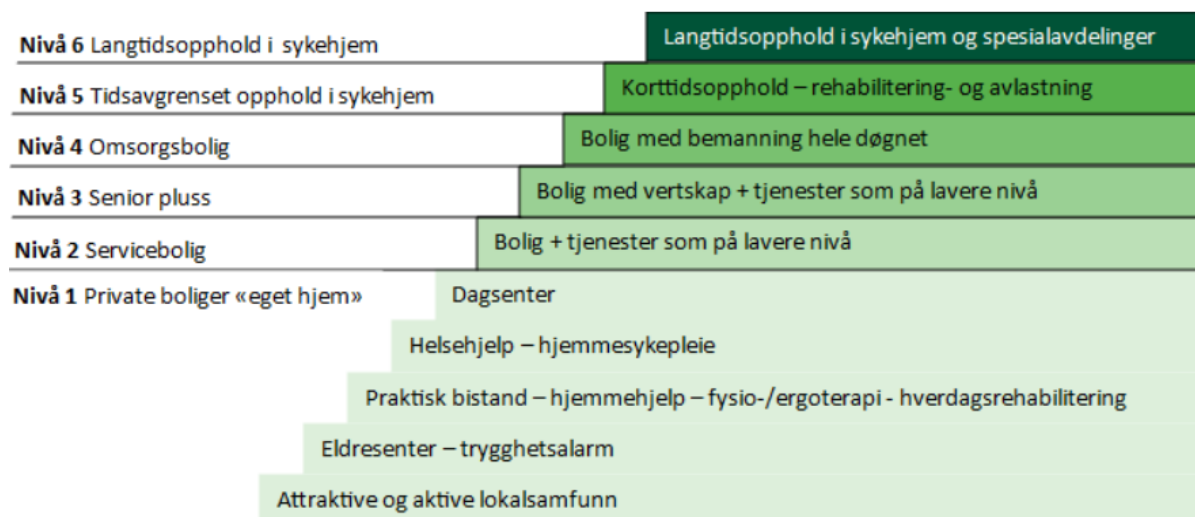 Nivå 6 Langtidsopphold i sykehjem
Langtidsopphold i sykehjem og spesialavdelinger
Nivå 5 Tidsavgrenset opphold i sykehjem
Korttidsopphold – rehabilitering- og avlastning
Nivå 4 Omsorgsbolig
Bolig med bemanning hele døgnet
Nivå 3 Senior pluss
Bolig med vertskap + tjenester som på lavere nivå
Nivå 2 Servicebolig
Bolig + tjenester som på lavere nivå
Nivå 1 Private boliger «eget hjem»
Dagsenter
Helsehjelp – hjemmesykepleie
Praktisk bistand – hjemmehjelp – fysio-/ergoterapi - hverdagsrehabilitering
Eldresenter – trygghetsalarm
Attraktive og aktive lokalsamfunn